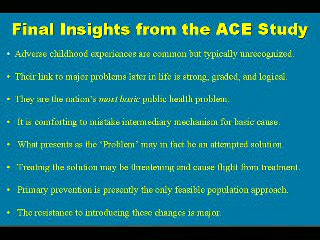 Final Insights from the ACE Study
• Adverse childhood experiences are common but typically unrecognized.
• Their link to major problems later in life is strong, graded, and logical.
• They are the nation's most basic public health problem.
• It is comforting to mistake intermediary mechanism for basic cause.
• What presents as the 'Problem' may in fact be an attempted solution.
• Treating the solution may be threatening and cause flight from treatment.
• Primary prevention is presently the only feasible population approach.
• The resistance to introducing these changes is major.